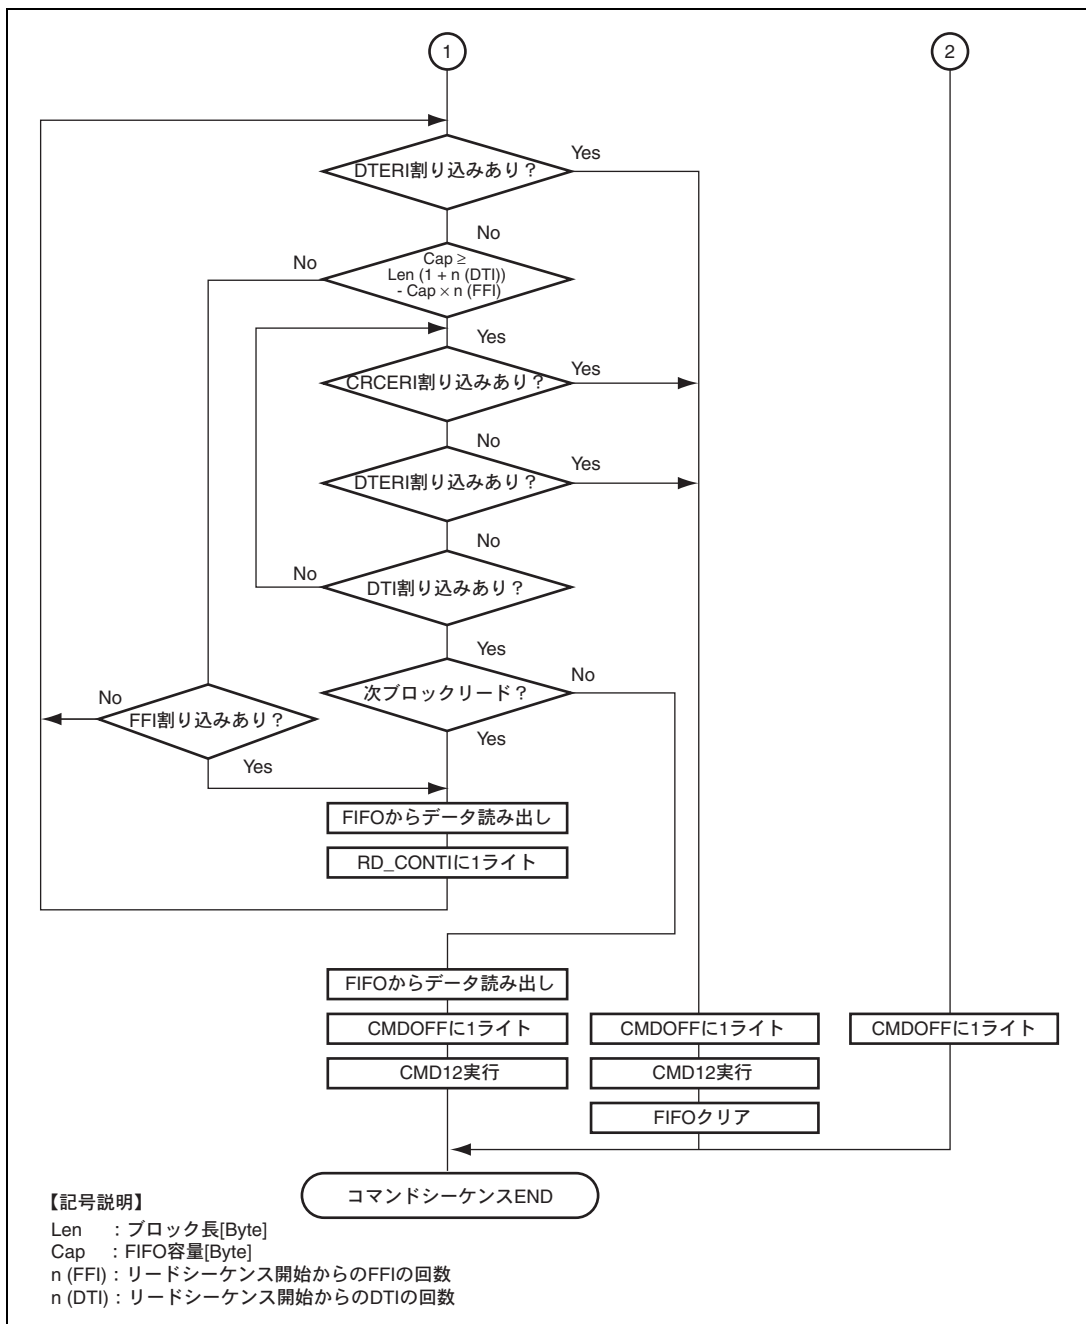 1
2
DTERI割り込みあり？
Yes
No
No
Cap ≥
Len (1 + n (DTI))
- Cap × n (FFI)
Yes
CRCERI割り込みあり？
Yes
No
DTERI割り込みあり？
Yes
No
No
DTI割り込みあり？
Yes
次ブロックリード？
No
No
FFI割り込みあり？
Yes
Yes
FIFOからデータ読み出し
RD_CONTIに1ライト
FIFOからデータ読み出し
CMDOFFに1ライト
CMDOFFに1ライト
CMDOFFに1ライト
CMD12実行
CMD12実行
FIFOクリア
コマンドシーケンスEND
【記号説明】
Len ：ブロック長[Byte]
Cap ：FIFO容量[Byte]
n (FFI)：リードシーケンス開始からのFFIの回数
n (DTI)：リードシーケンス開始からのDTIの回数